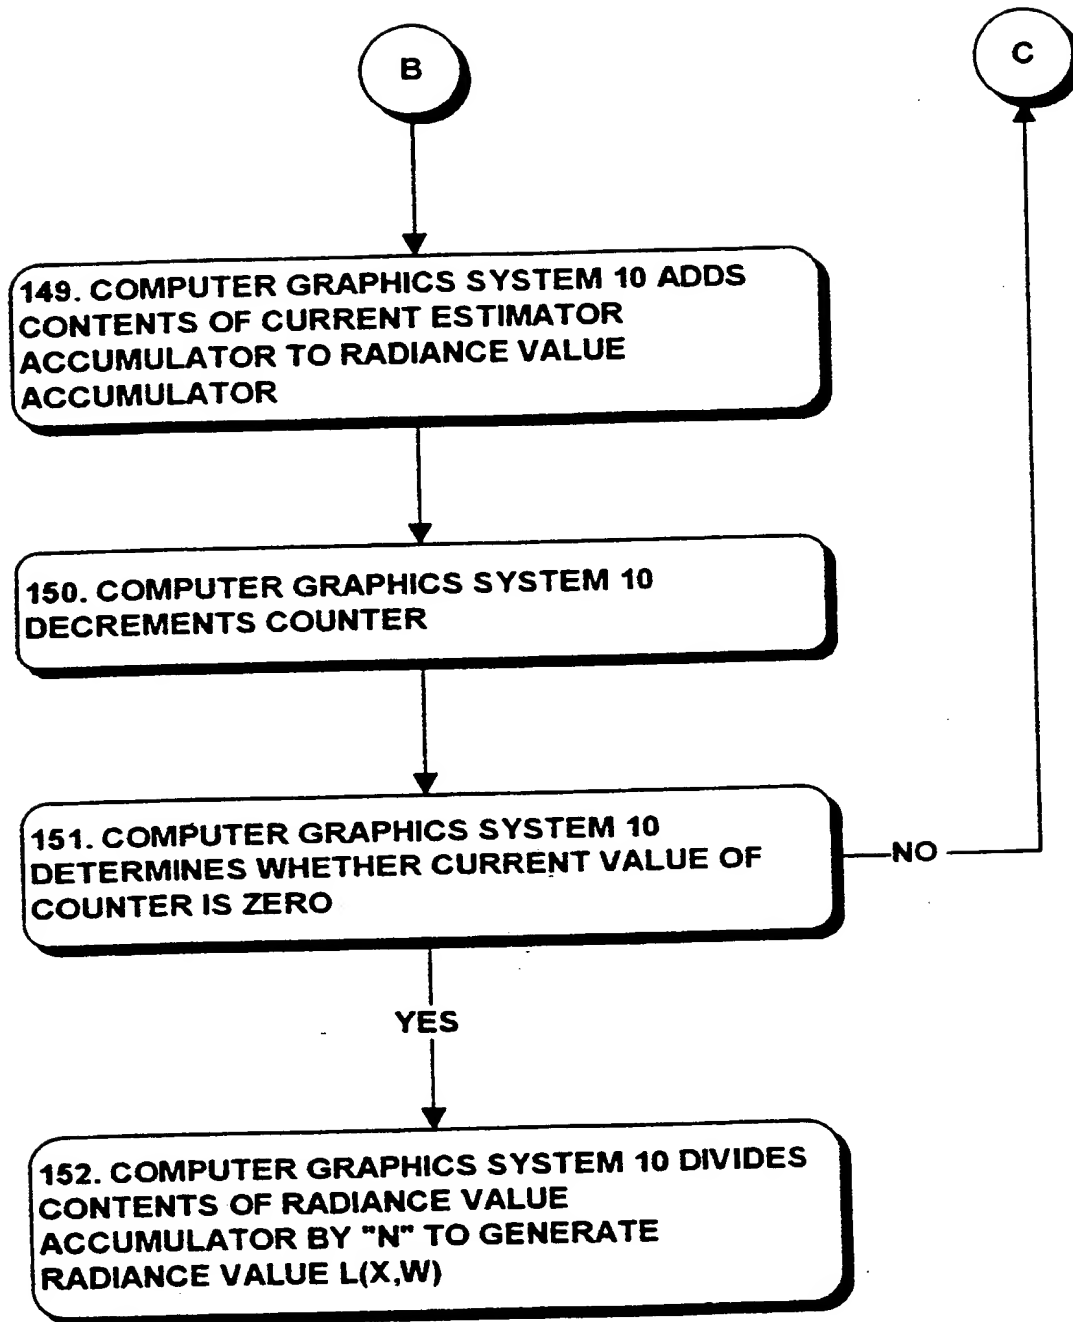 B
C
149. COMPUTER GRAPHICS SYSTEM 10 ADDS
CONTENTS OF CURRENT ESTIMATOR
ACCUMULATOR TO RADIANCE VALUE
ACCUMULATOR
150. COMPUTER GRAPHICS SYSTEM 10
DECREMENTS COUNTER
151. COMPUTER GRAPHICS SYSTEM 10
DETERMINES WHETHER CURRENT VALUE OF
COUNTER IS ZERO
NO
YES
152. COMPUTER GRAPHICS SYSTEM 10 DIVIDES
CONTENTS OF RADIANCE VALUE
ACCUMULATOR BY "N" TO GENERATE
RADIANCE VALUE L(X,W)